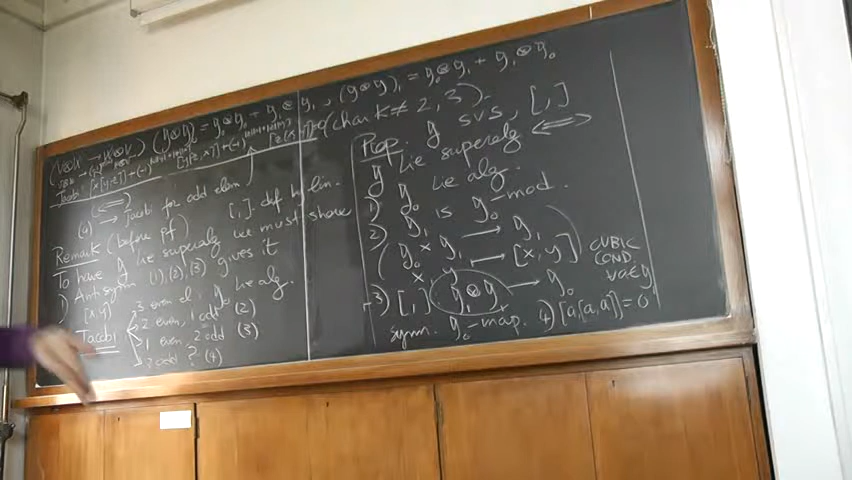 (g⊗g)₀ = g₀⊗g₀ + g₁⊗g₁ , (g⊗g)₁ = g₀⊗g₁ + g₁⊗g₀
Jacobi: [x[y,z]] +
(char K ≠ 2, 3).
(4) ⟺ Jacobi for odd elem
Remark (before pf) [,] def by lin.
To have g Lie superalg we must show
(1), (2), (3) gives it
1) Antisymm
[x,y]
Jacobi
3 even el. g₀ Lie alg.
2 even, 1 odd (2)
1 even 2 odd (3)
3 odd ? (4)
Prop. g SVS, [,]
g Lie superalg ⟺
1) g₀ Lie alg.
2) g₁ is g₀-mod.
( g₀ × g₁ ⟶ g₁
x y ⟶ [x,y] )
3) [,] g₁ ⊗ g₁ ⟶ g₀
symm. g₀-map.
4) [a,[a,a]] = 0
CUBIC
COND.
∀a∈g